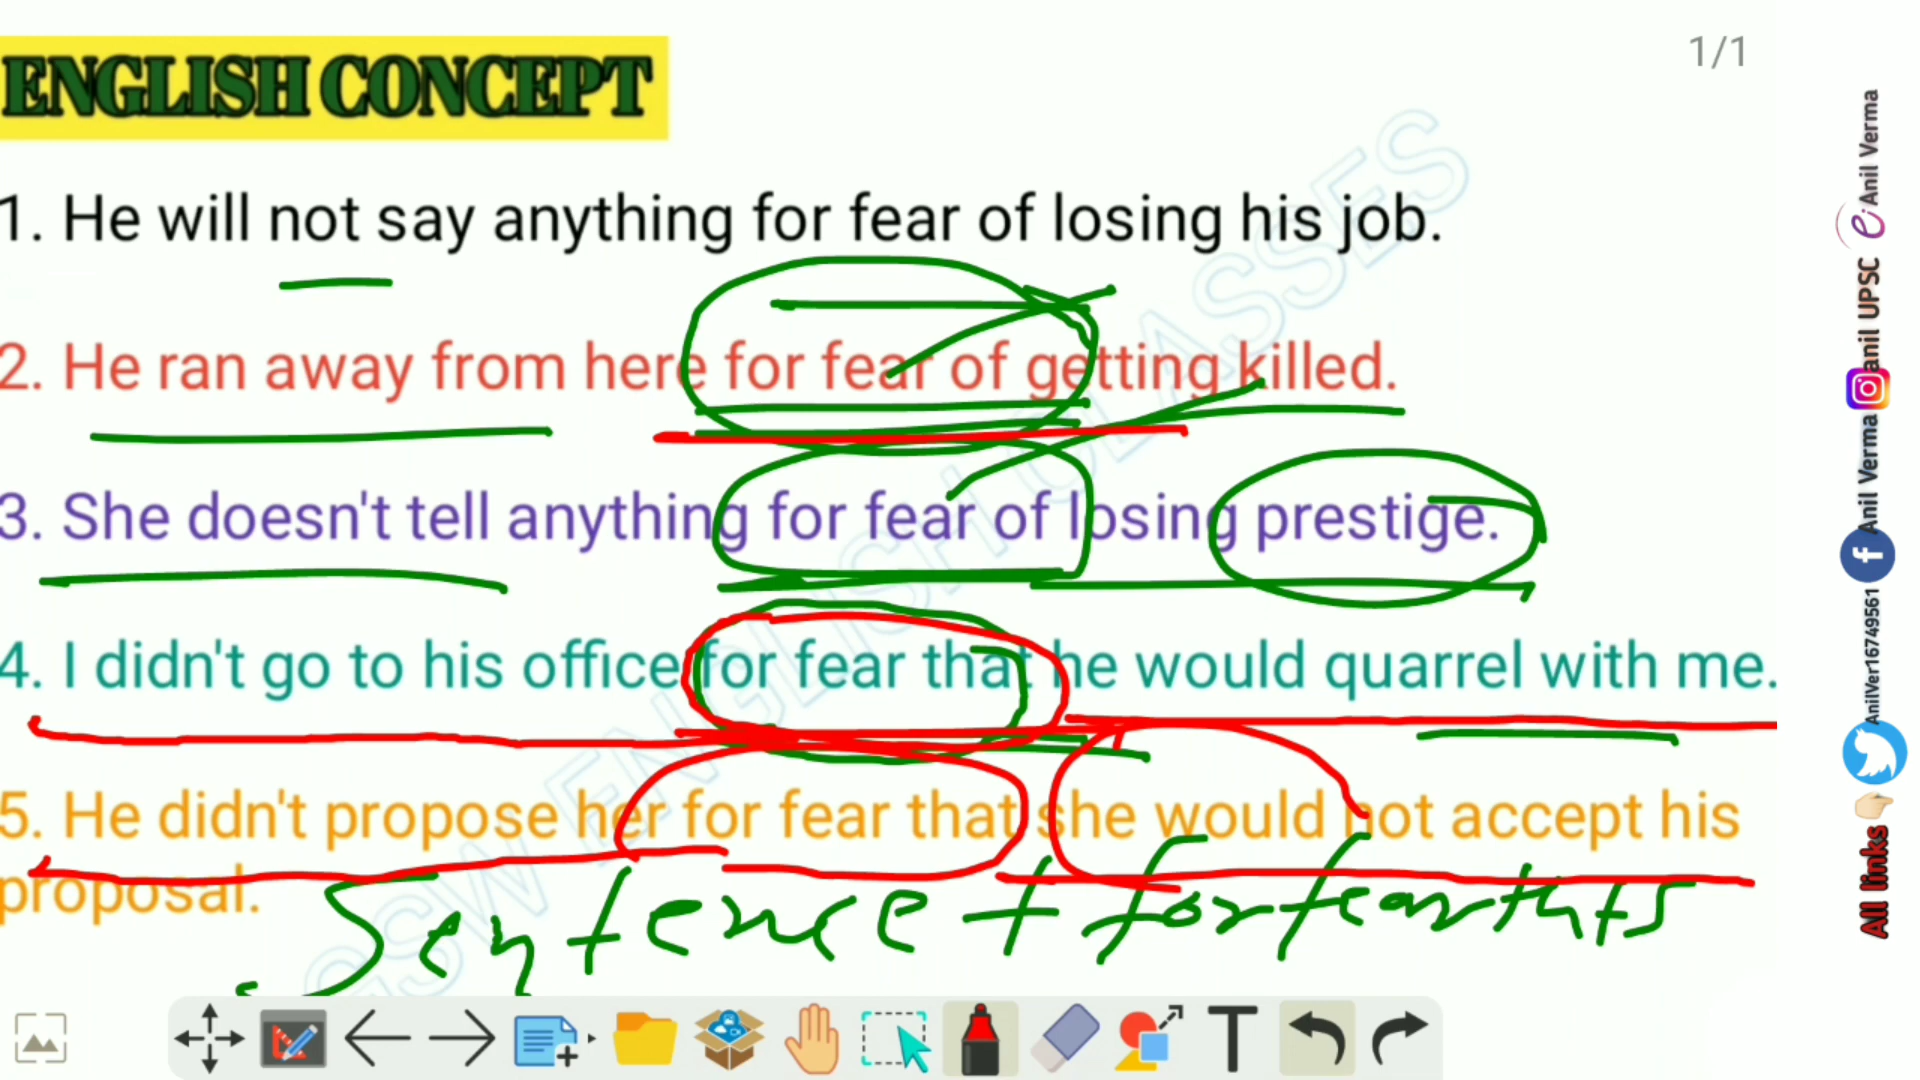 ENGLISH CONCEPT
1/1
1. He will not say anything for fear of losing his job.
2. He ran away from here for fear of getting killed.
3. She doesn't tell anything for fear of losing prestige.
4. I didn't go to his office for fear that he would quarrel with me.
5. He didn't propose her for fear that she would not accept his
proposal.
Sentence + for fear that + S
GSW ENGLISH CLASSES
Anil Verma
anil UPSC
Anil Verma
AnilVer16749561
All links